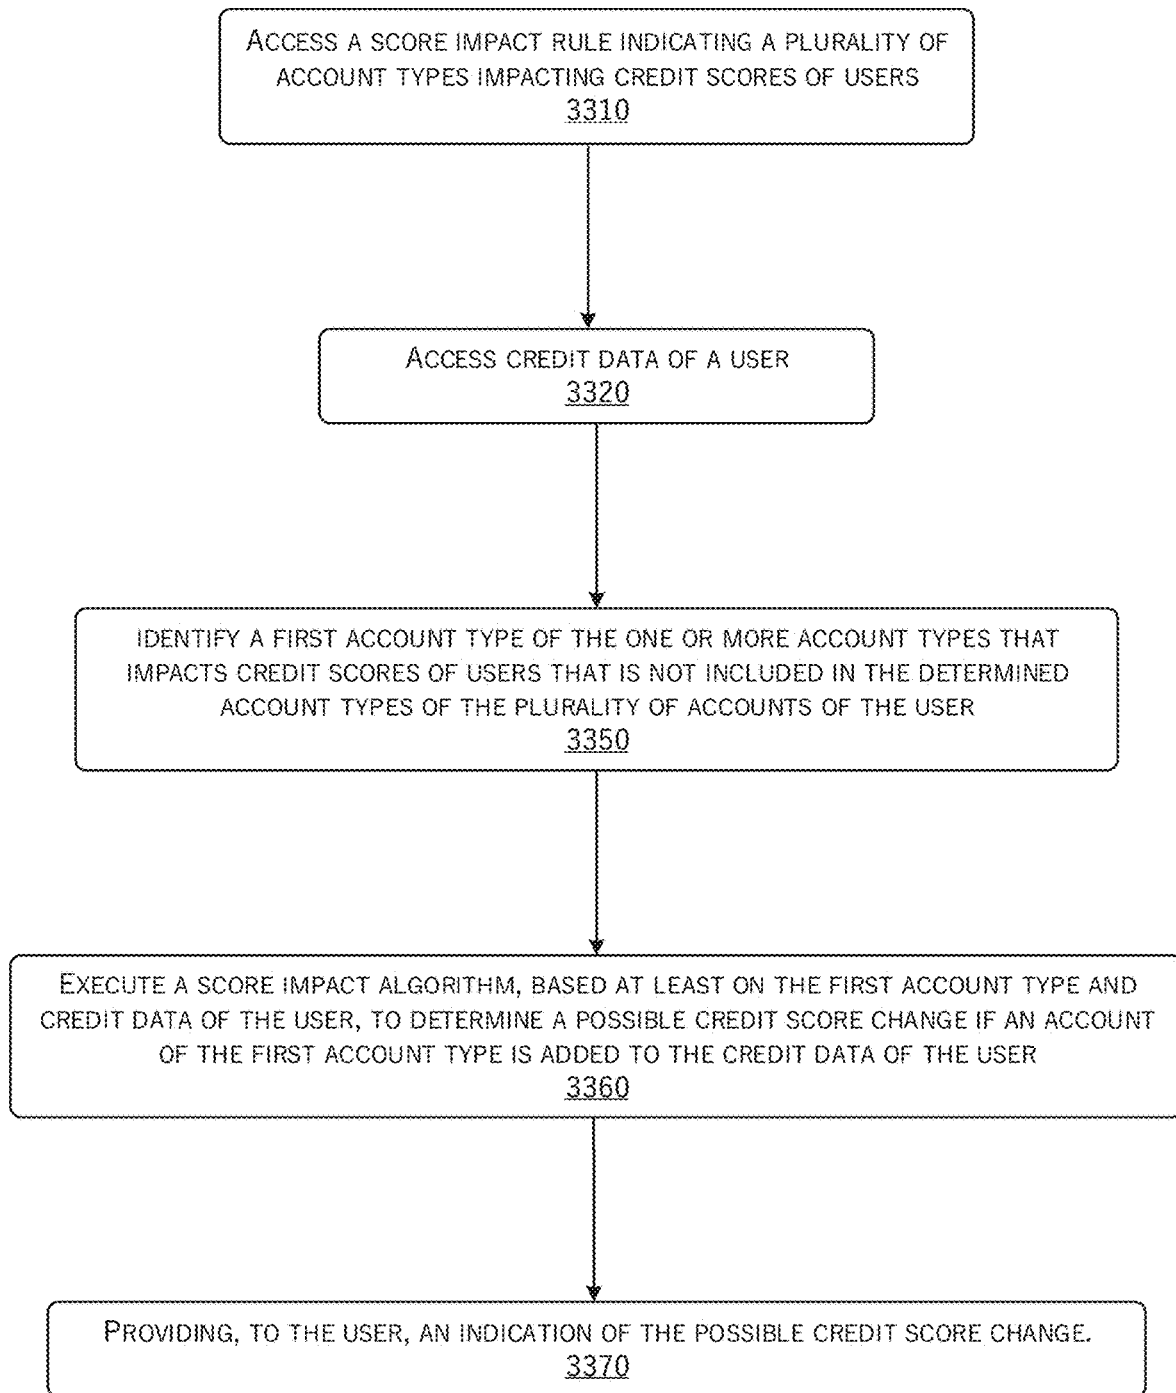 ACCESS A SCORE IMPACT RULE INDICATING A PLURALITY OF
ACCOUNT TYPES IMPACTING CREDIT SCORES OF USERS
3310
ACCESS CREDIT DATA OF A USER
3320
IDENTIFY A FIRST ACCOUNT TYPE OF THE ONE OR MORE ACCOUNT TYPES THAT
IMPACTS CREDIT SCORES OF USERS THAT IS NOT INCLUDED IN THE DETERMINED
ACCOUNT TYPES OF THE PLURALITY OF ACCOUNTS OF THE USER
3350
EXECUTE A SCORE IMPACT ALGORITHM, BASED AT LEAST ON THE FIRST ACCOUNT TYPE AND
CREDIT DATA OF THE USER, TO DETERMINE A POSSIBLE CREDIT SCORE CHANGE IF AN ACCOUNT
OF THE FIRST ACCOUNT TYPE IS ADDED TO THE CREDIT DATA OF THE USER
3360
PROVIDING, TO THE USER, AN INDICATION OF THE POSSIBLE CREDIT SCORE CHANGE.
3370